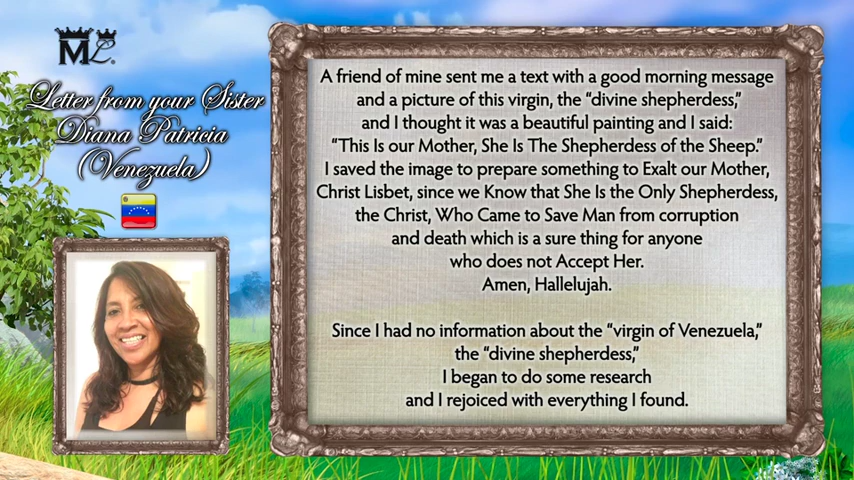 ML®
Letter from your Sister
Diana Patricia
(Venezuela)
A friend of mine sent me a text with a good morning message
and a picture of this virgin, the “divine shepherdess,”
and I thought it was a beautiful painting and I said:
“This Is our Mother, She Is The Shepherdess of the Sheep.”
I saved the image to prepare something to Exalt our Mother,
Christ Lisbet, since we Know that She Is the Only Shepherdess,
the Christ, Who Came to Save Man from corruption
and death which is a sure thing for anyone
who does not Accept Her.
Amen, Hallelujah.
Since I had no information about the “virgin of Venezuela,”
the “divine shepherdess,”
I began to do some research
and I rejoiced with everything I found.